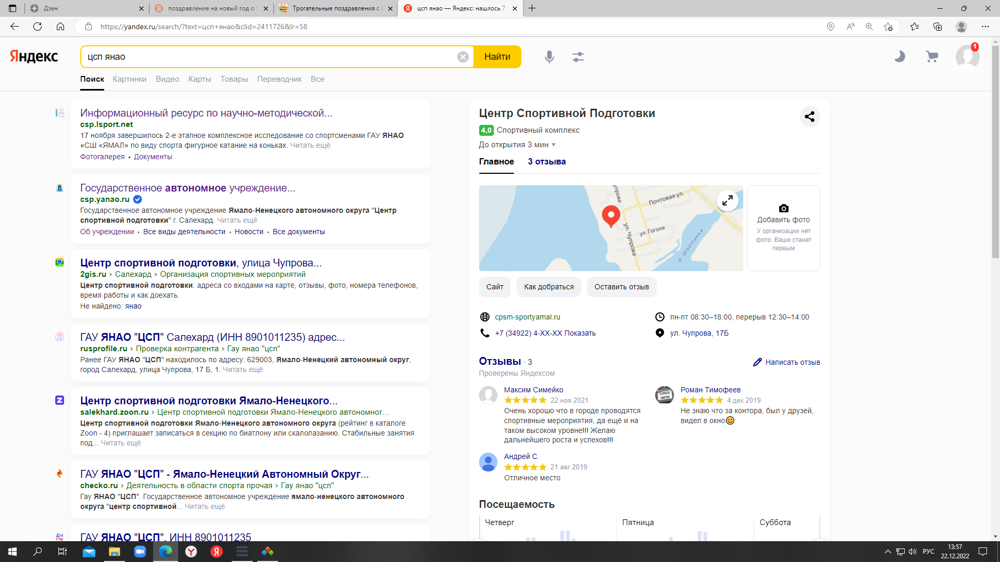 Дзен
поздравление на новый год о т
Трогательные поздравления с Н
цсп янао — Яндекс: нашлось 7
https://yandex.ru/search/?text=цсп+янао&clid=2411726&lr=58
Яндекс
цсп янао
Найти
1
Поиск Картинки Видео Карты Товары Переводчик Все
Информационный ресурс по научно-методической...
csp.lsport.net
17 ноября завершилось 2-е этапное комплексное исследование со спортсменами ГАУ ЯНАО
«СШ «ЯМАЛ» по виду спорта фигурное катание на коньках. Читать ещё
Фотогалерея • Документы
Государственное автономное учреждение...
csp.yanao.ru
Государственное автономное учреждение Ямало-Ненецкого автономного округа "Центр
спортивной подготовки" г. Салехард. Читать ещё
Об учреждении · Все виды деятельности · Новости · Все документы
Центр спортивной подготовки, улица Чупрова...
2gis.ru › Салехард › Организация спортивных мероприятий
Центр спортивной подготовки: адреса со входами на карте, отзывы, фото, номера телефонов,
время работы и как доехать.
Не найдено: янао
ГАУ ЯНАО "ЦСП" Салехард (ИНН 8901011235) адрес...
rusprofile.ru › Проверка контрагента › Гау янао "цсп"
Ранее ГАУ ЯНАО "ЦСП" находилось по адресу: 629003, Ямало-Ненецкий автономный округ,
город Салехард, улица Чупрова, 17 Б, 1. Читать ещё
Центр спортивной подготовки Ямало-Ненецкого...
salekhard.zoon.ru › Центр спортивной подготовки Ямало-Ненецкого автономног...
Центр спортивной подготовки Ямало-Ненецкого автономного округа (рейтинг в каталоге
Zoon - 4) приглашает записаться в секцию по биатлону или скалолазанию. Стабильные занятия
под... Читать ещё
ГАУ ЯНАО "ЦСП" - Ямало-Ненецкий Автономный Округ...
checko.ru › Деятельность в области спорта прочая › Гау янао "цсп"
Гау ЯНАО "ЦСП". Государственное автономное учреждение ямало-ненецкого автономного
округа "центр спортивной... Читать ещё
ГАУ ЯНАО "ЦСП", ИНН 8901011235
Центр Спортивной Подготовки
4,0 Спортивный комплекс
До открытия 3 мин
Главное 3 отзыва
Почтовая ул.
ул. Гоголя
ул. Чупрова
р. Шайтанка
Добавить фото
У организации нет
фото. Ваше станет
первым
Сайт Как добраться Оставить отзыв
cpsm-sportyamal.ru
пн-пт 08:30–18:00, перерыв 12:30–14:00
+7 (34922) 4-XX-XX Показать
ул. Чупрова, 17Б
Отзывы · 3
Написать отзыв
Проверены Яндексом
Максим Симейко
22 ноя 2021
Очень хорошо что в городе проводятся
спортивные мероприятия, да ещё и на
таком высоком уровне!!! Желаю
дальнейшего роста и успехов!!!
Роман Тимофеев
4 дек 2019
Не знаю что за контора, был у друзей,
видел в окно😊
Андрей С.
21 авг 2019
Отличное место
Посещаемость
Четверг Пятница Суббота
РУС
13:57
22.12.2022